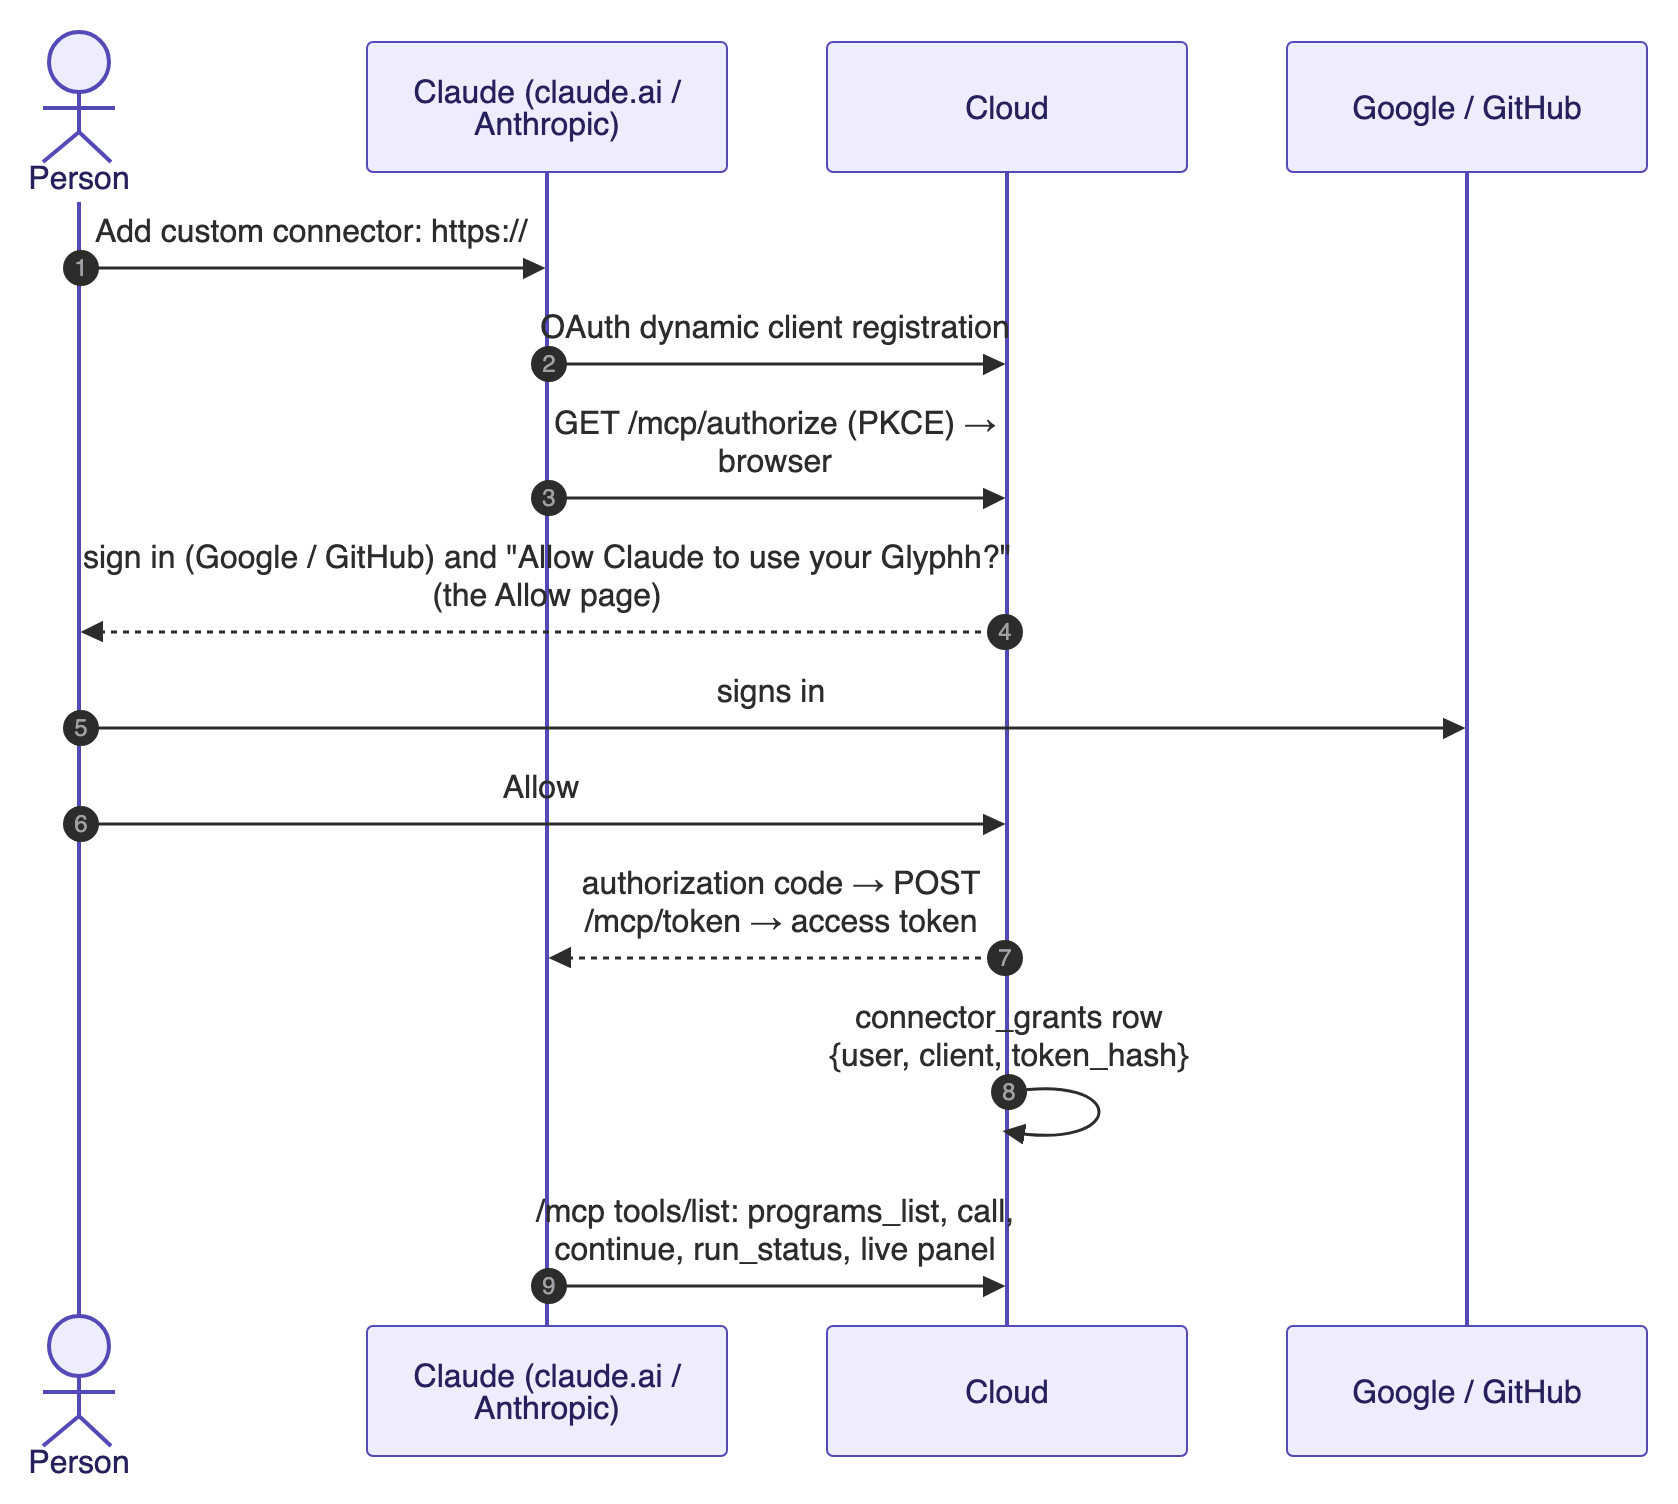 Person
Claude (claude.ai /
Anthropic)
Cloud
Google / GitHub
Add custom connector: https://
1
OAuth dynamic client registration
2
GET /mcp/authorize (PKCE) →
browser
3
sign in (Google / GitHub) and "Allow Claude to use your Glyphh?"
(the Allow page)
4
signs in
5
Allow
6
authorization code → POST
/mcp/token → access token
7
connector_grants row
{user, client, token_hash}
8
/mcp tools/list: programs_list, call,
continue, run_status, live panel
9
Person
Claude (claude.ai /
Anthropic)
Cloud
Google / GitHub